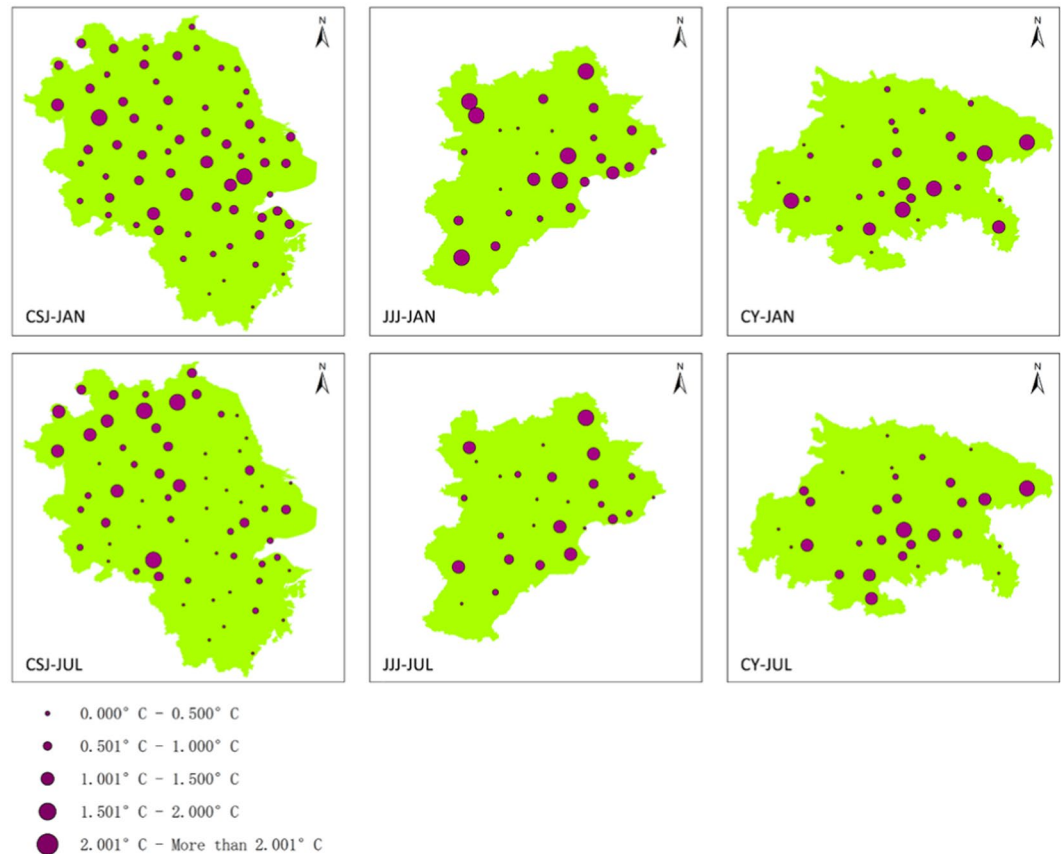 N
N
N
CSJ-JAN
JJJ-JAN
CY-JAN
N
N
N
CSJ-JUL
JJJ-JUL
CY-JUL
0.000° C - 0.500° C
0.501° C - 1.000° C
1.001° C - 1.500° C
1.501° C - 2.000° C
2.001° C - More than 2.001° C